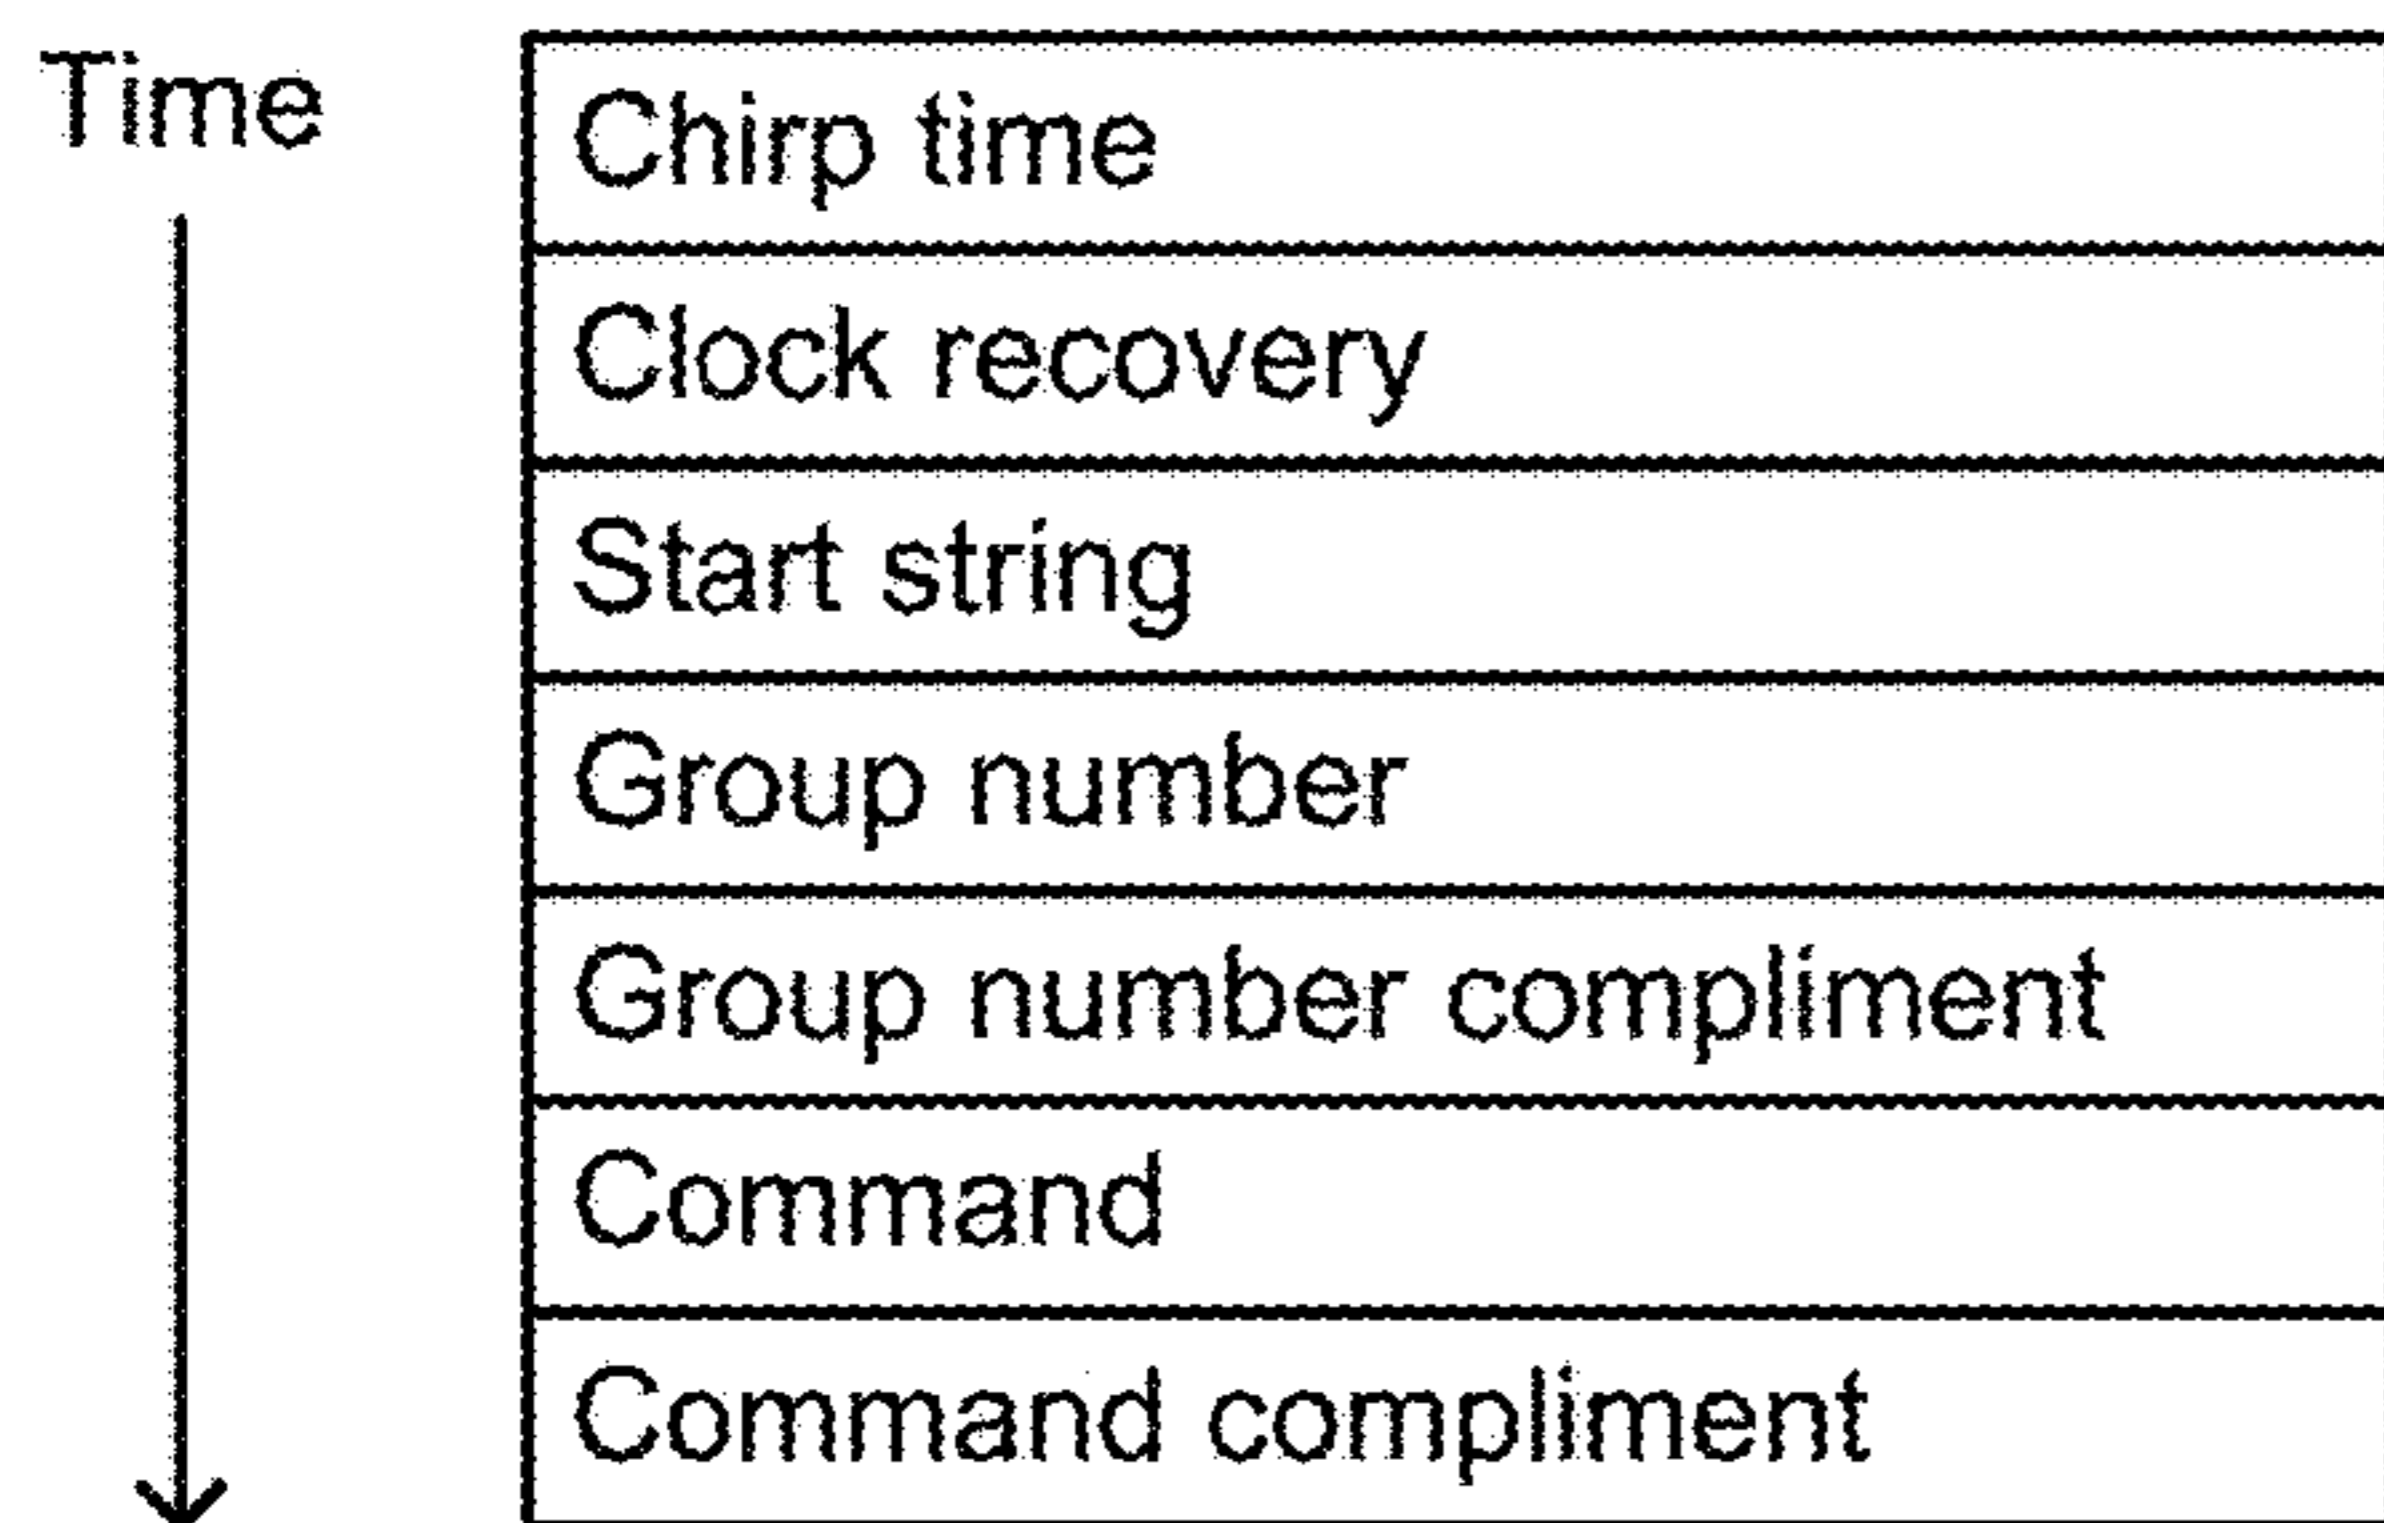 Time
Chirp time
Clock recovery
Start string
Group number
Group number compliment
Command
Command compliment